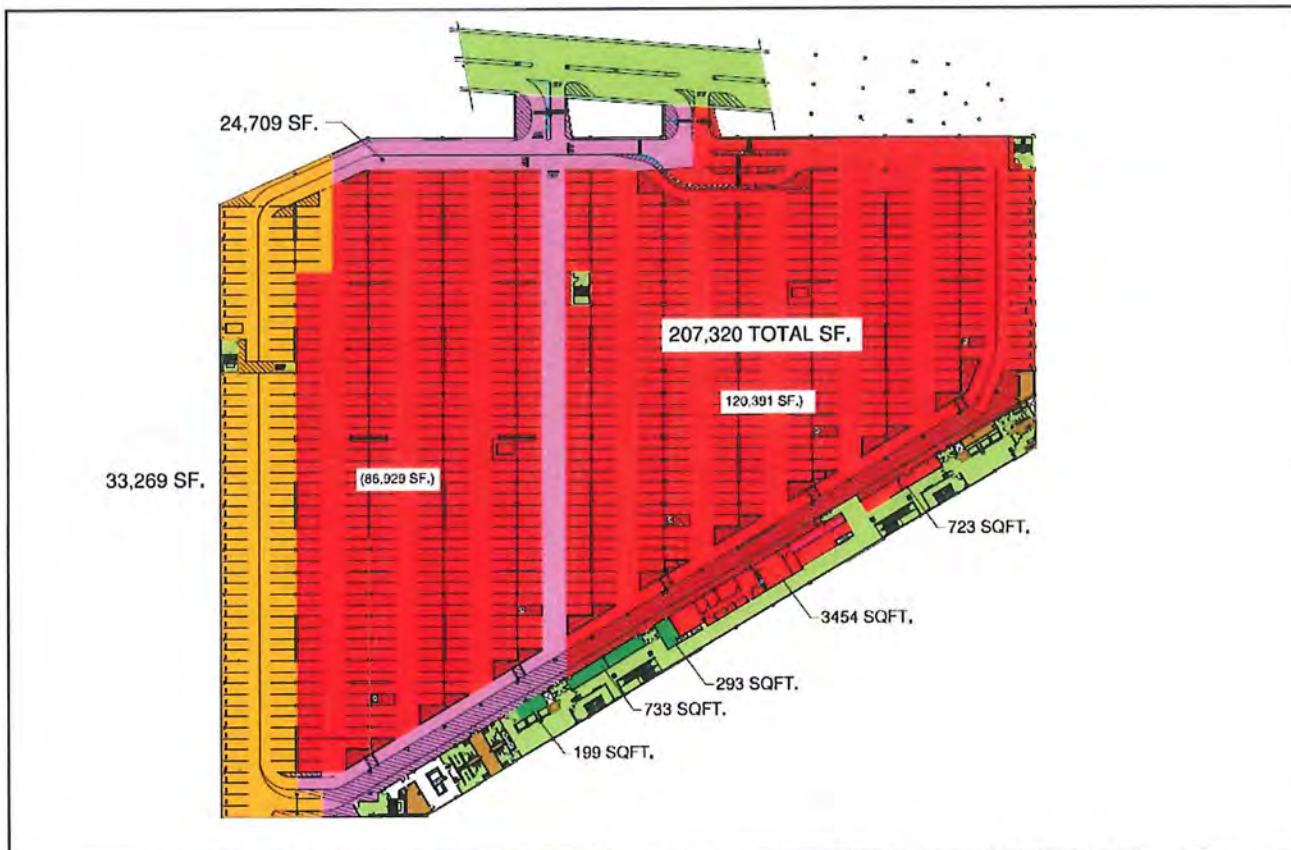 24,709 SF.
207,320 TOTAL SF.
120,391 SF.)
(86,929 SF.)
33,269 SF.
723 SQFT.
3454 SQFT.
293 SQFT.
733 SQFT.
199 SQFT.